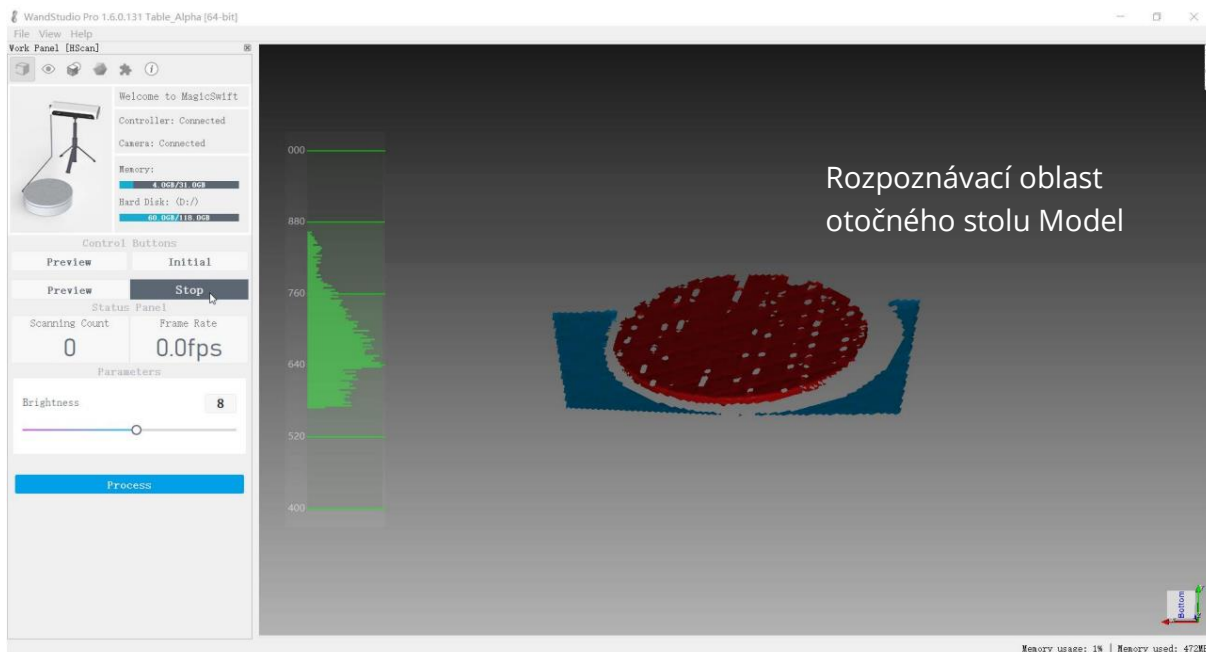 WandStudio Pro 1.6.0.131 Table_Alpha [64-bit]
File View Help
Work Panel [HScan]
Welcome to MagicSwift
Controller: Connected
Camera: Connected
Memory:
4.0GB/31.0GB
Hard Disk: (D:/)
60.0GB/118.0GB
Control Buttons
Preview Initial
Preview Stop
Status Panel
Scanning Count Frame Rate
0 0.0fps
Parameters
Brightness 8
Process
000
880
760
640
520
400
Rozpoznávací oblast
otočného stolu Model
Bottom
Memory usage: 1% | Memory used: 472MB